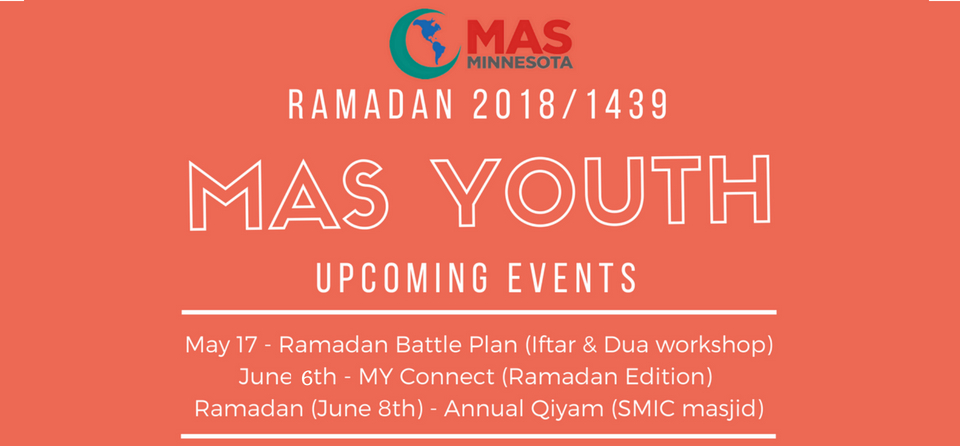 MAS
MINNESOTA
RAMADAN 2018/1439
MAS YOUTH
UPCOMING EVENTS
May 17 - Ramadan Battle Plan (Iftar & Dua workshop)
June 6th - MY Connect (Ramadan Edition)
Ramadan (June 8th) - Annual Qiyam (SMIC masjid)